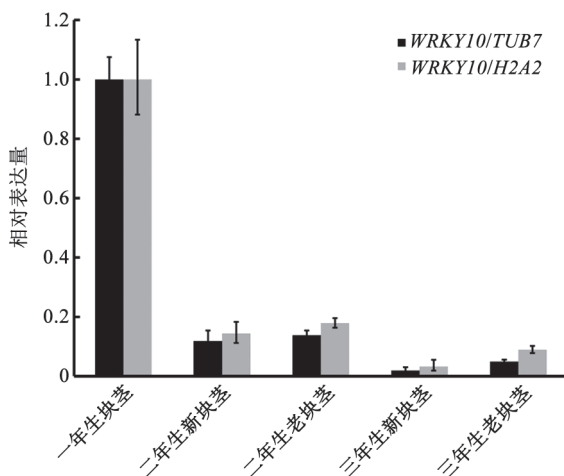 1.2
1.0
0.8
0.6
0.4
0.2
0
相对表达量
WRKY10/TUB7
WRKY10/H2A2
一年生块茎
二年生新块茎
二年生老块茎
三年生新块茎
三年生老块茎